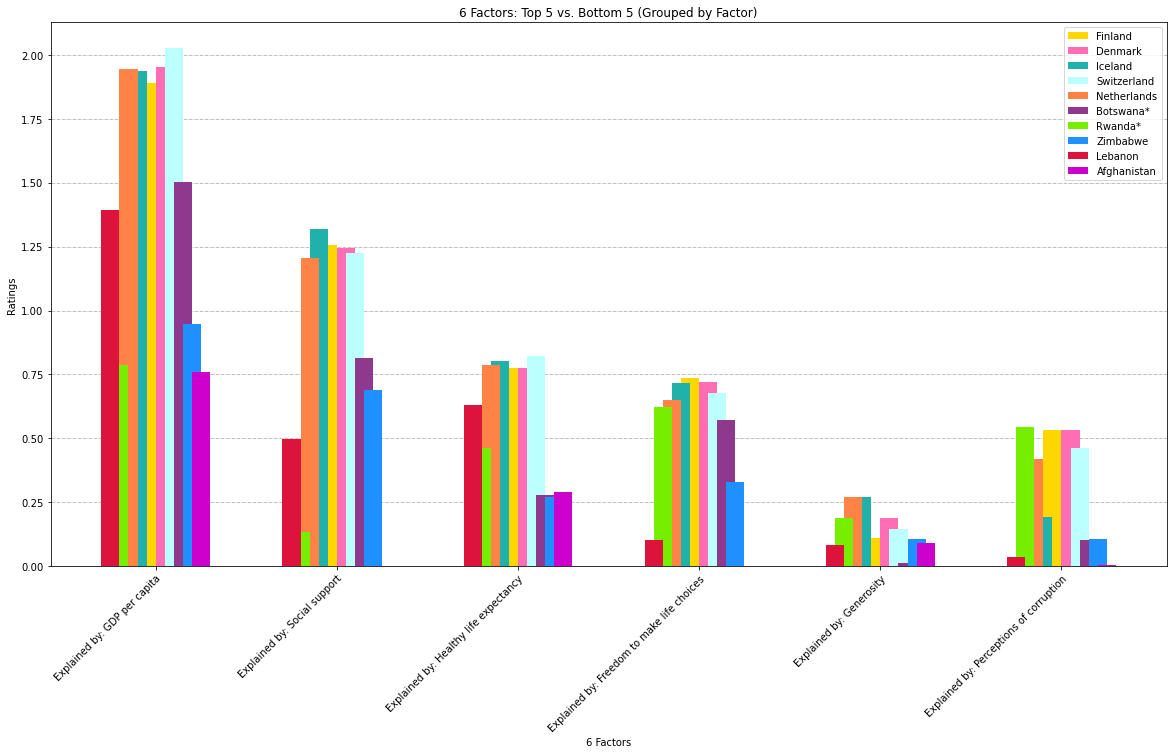 6 Factors: Top 5 vs. Bottom 5 (Grouped by Factor)
Finland
Denmark
Iceland
Switzerland
Netherlands
Botswana*
Rwanda*
Zimbabwe
Lebanon
Afghanistan
Ratings
2.00
1.75
1.50
1.25
1.00
0.75
0.50
0.25
0.00
Explained by: GDP per capita
Explained by: Social support
Explained by: Healthy life expectancy
Explained by: Freedom to make life choices
Explained by: Generosity
Explained by: Perceptions of corruption
6 Factors